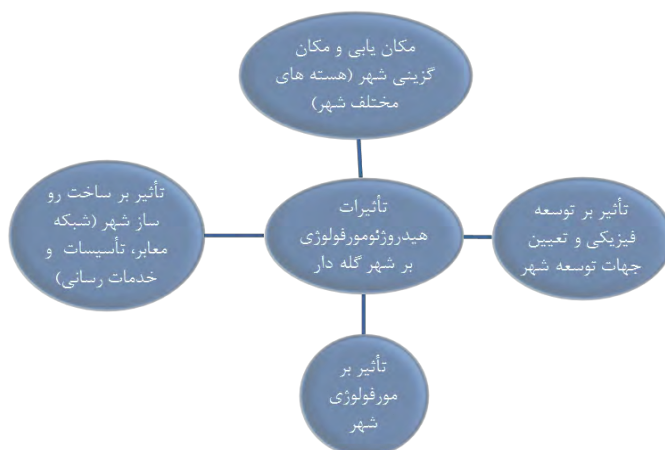 مکان یابی و مکان
گزینی شهر (هسته های
مختلف شهر)
تأثیر بر توسعه
فیزیکی و تعیین
جهات توسعه شهر
تأثیرات
هیدروژئومورفولوژی
بر شهر گله دار
تأثیر بر ساخت رو
ساز شهر (شبکه
معابر، تأسیسات و
خدمات رسانی)
تأثیر بر
مورفولوژی
شهر